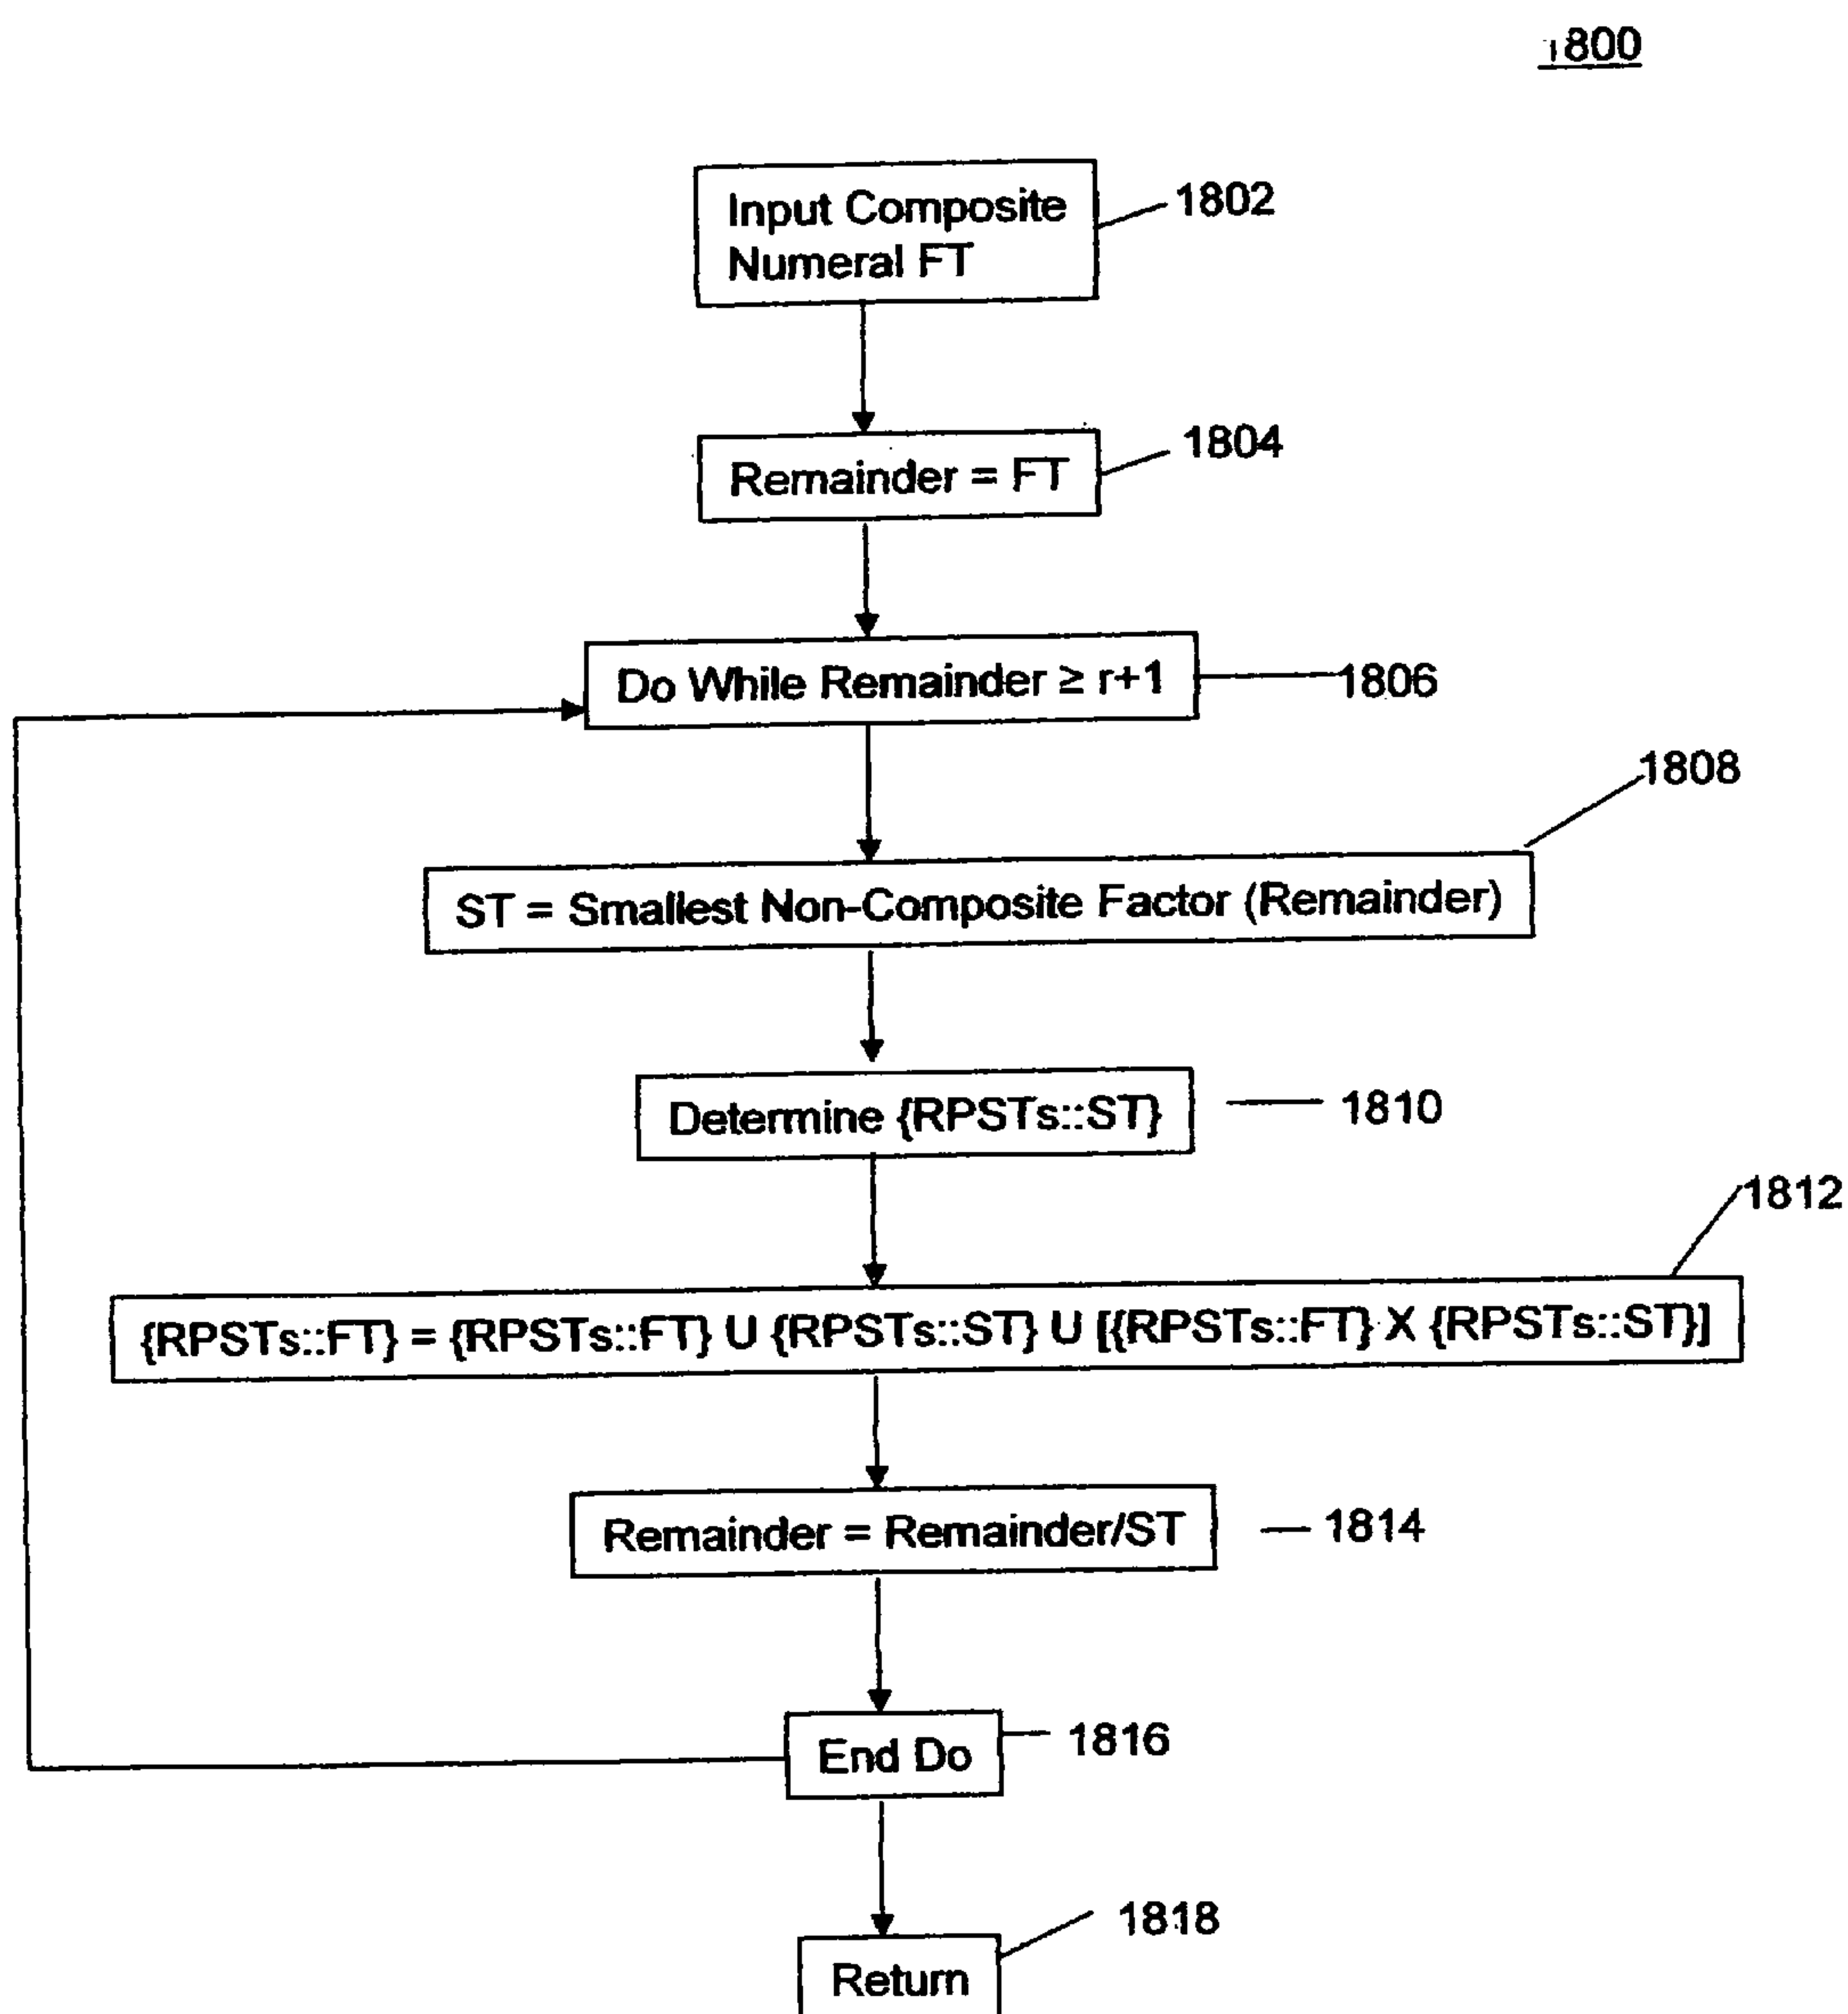 1800
Input Composite
Numeral FT
1802
Remainder = FT
1804
Do While Remainder ≥ r+1
1806
1808
ST = Smallest Non-Composite Factor (Remainder)
Determine {RPSTs::ST}
1810
1812
{RPSTs::FT} = {RPSTs::FT} U {RPSTs::ST} U [{RPSTs::FT} X {RPSTs::ST}]
Remainder = Remainder/ST
1814
End Do
1816
1818
Return